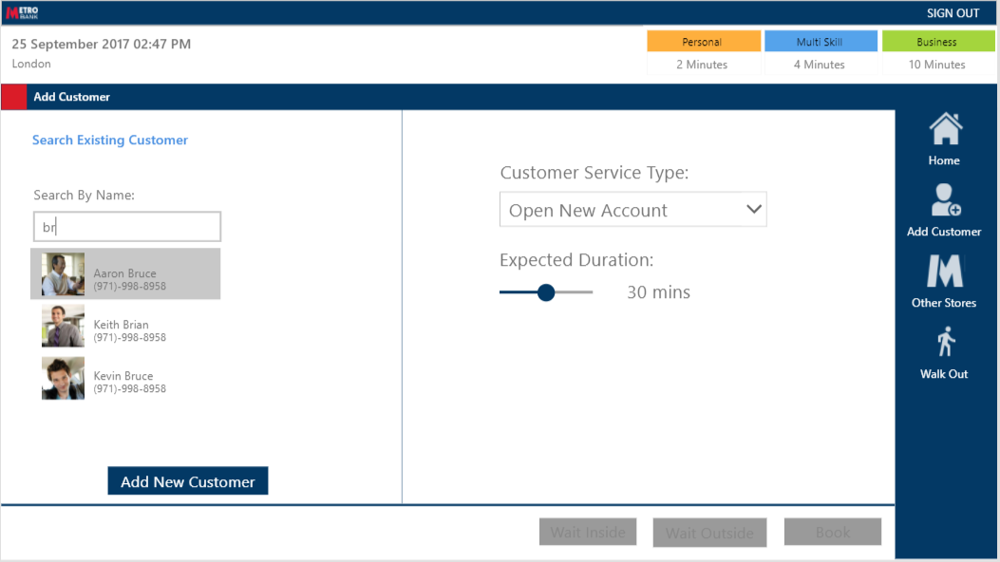 METRO
BANK
SIGN OUT
25 September 2017 02:47 PM
London
Personal
Multi Skill
Business
2 Minutes
4 Minutes
10 Minutes
Add Customer
Search Existing Customer
Search By Name:
br
Aaron Bruce
(971)-998-8958
Keith Brian
(971)-998-8958
Kevin Bruce
(971)-998-8958
Add New Customer
Customer Service Type:
Open New Account
Expected Duration:
30 mins
Wait Inside
Wait Outside
Book
Home
Add Customer
M
Other Stores
Walk Out